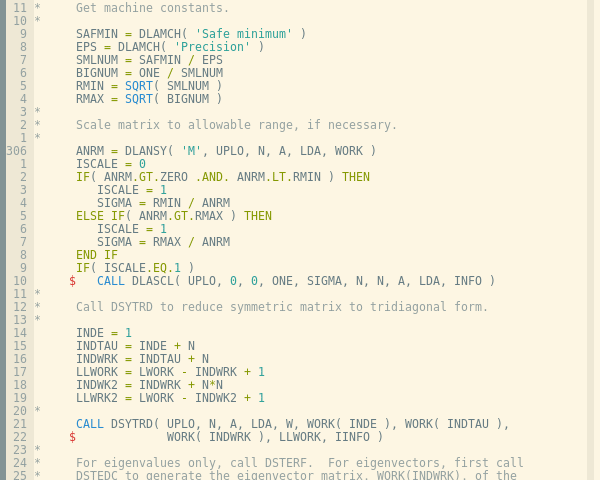 11 *     Get machine constants.
10 *
9       SAFMIN = DLAMCH( 'Safe minimum' )
8       EPS = DLAMCH( 'Precision' )
7       SMLNUM = SAFMIN / EPS
6       BIGNUM = ONE / SMLNUM
5       RMIN = SQRT( SMLNUM )
4       RMAX = SQRT( BIGNUM )
3 *
2 *     Scale matrix to allowable range, if necessary.
1 *
306       ANRM = DLANSY( 'M', UPLO, N, A, LDA, WORK )
1       ISCALE = 0
2       IF( ANRM.GT.ZERO .AND. ANRM.LT.RMIN ) THEN
3          ISCALE = 1
4          SIGMA = RMIN / ANRM
5       ELSE IF( ANRM.GT.RMAX ) THEN
6          ISCALE = 1
7          SIGMA = RMAX / ANRM
8       END IF
9       IF( ISCALE.EQ.1 )
10      $   CALL DLASCL( UPLO, 0, 0, ONE, SIGMA, N, N, A, LDA, INFO )
11 *
12 *     Call DSYTRD to reduce symmetric matrix to tridiagonal form.
13 *
14       INDE = 1
15       INDTAU = INDE + N
16       INDWRK = INDTAU + N
17       LLWORK = LWORK - INDWRK + 1
18       INDWK2 = INDWRK + N*N
19       LLWRK2 = LWORK - INDWK2 + 1
20 *
21       CALL DSYTRD( UPLO, N, A, LDA, W, WORK( INDE ), WORK( INDTAU ),
22      $             WORK( INDWRK ), LLWORK, IINFO )
23 *
24 *     For eigenvalues only, call DSTERF.  For eigenvectors, first call
25 *     DSTEDC to generate the eigenvector matrix, WORK(INDWRK), of the